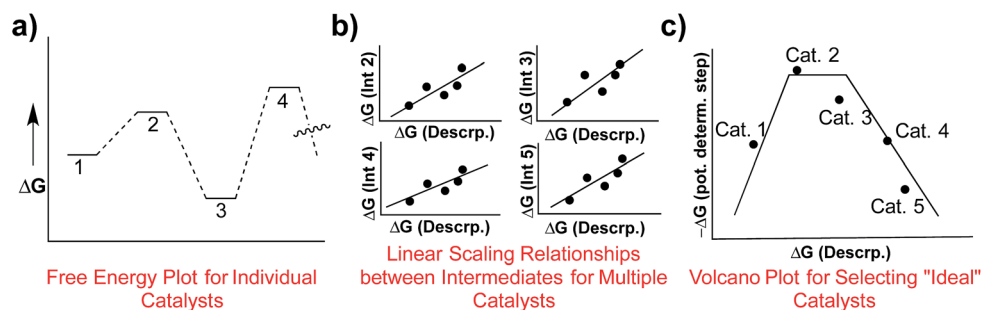 a)
ΔG
1
2
3
4
Free Energy Plot for Individual
Catalysts
b)
ΔG (Int 2)
ΔG (Descrp.)
ΔG (Int 3)
ΔG (Descrp.)
ΔG (Int 4)
ΔG (Descrp.)
ΔG (Int 5)
ΔG (Descrp.)
Linear Scaling Relationships
between Intermediates for Multiple
Catalysts
c)
−ΔG (pot. determ. step)
Cat. 1
Cat. 2
Cat. 3
Cat. 4
Cat. 5
ΔG (Descrp.)
Volcano Plot for Selecting "Ideal"
Catalysts